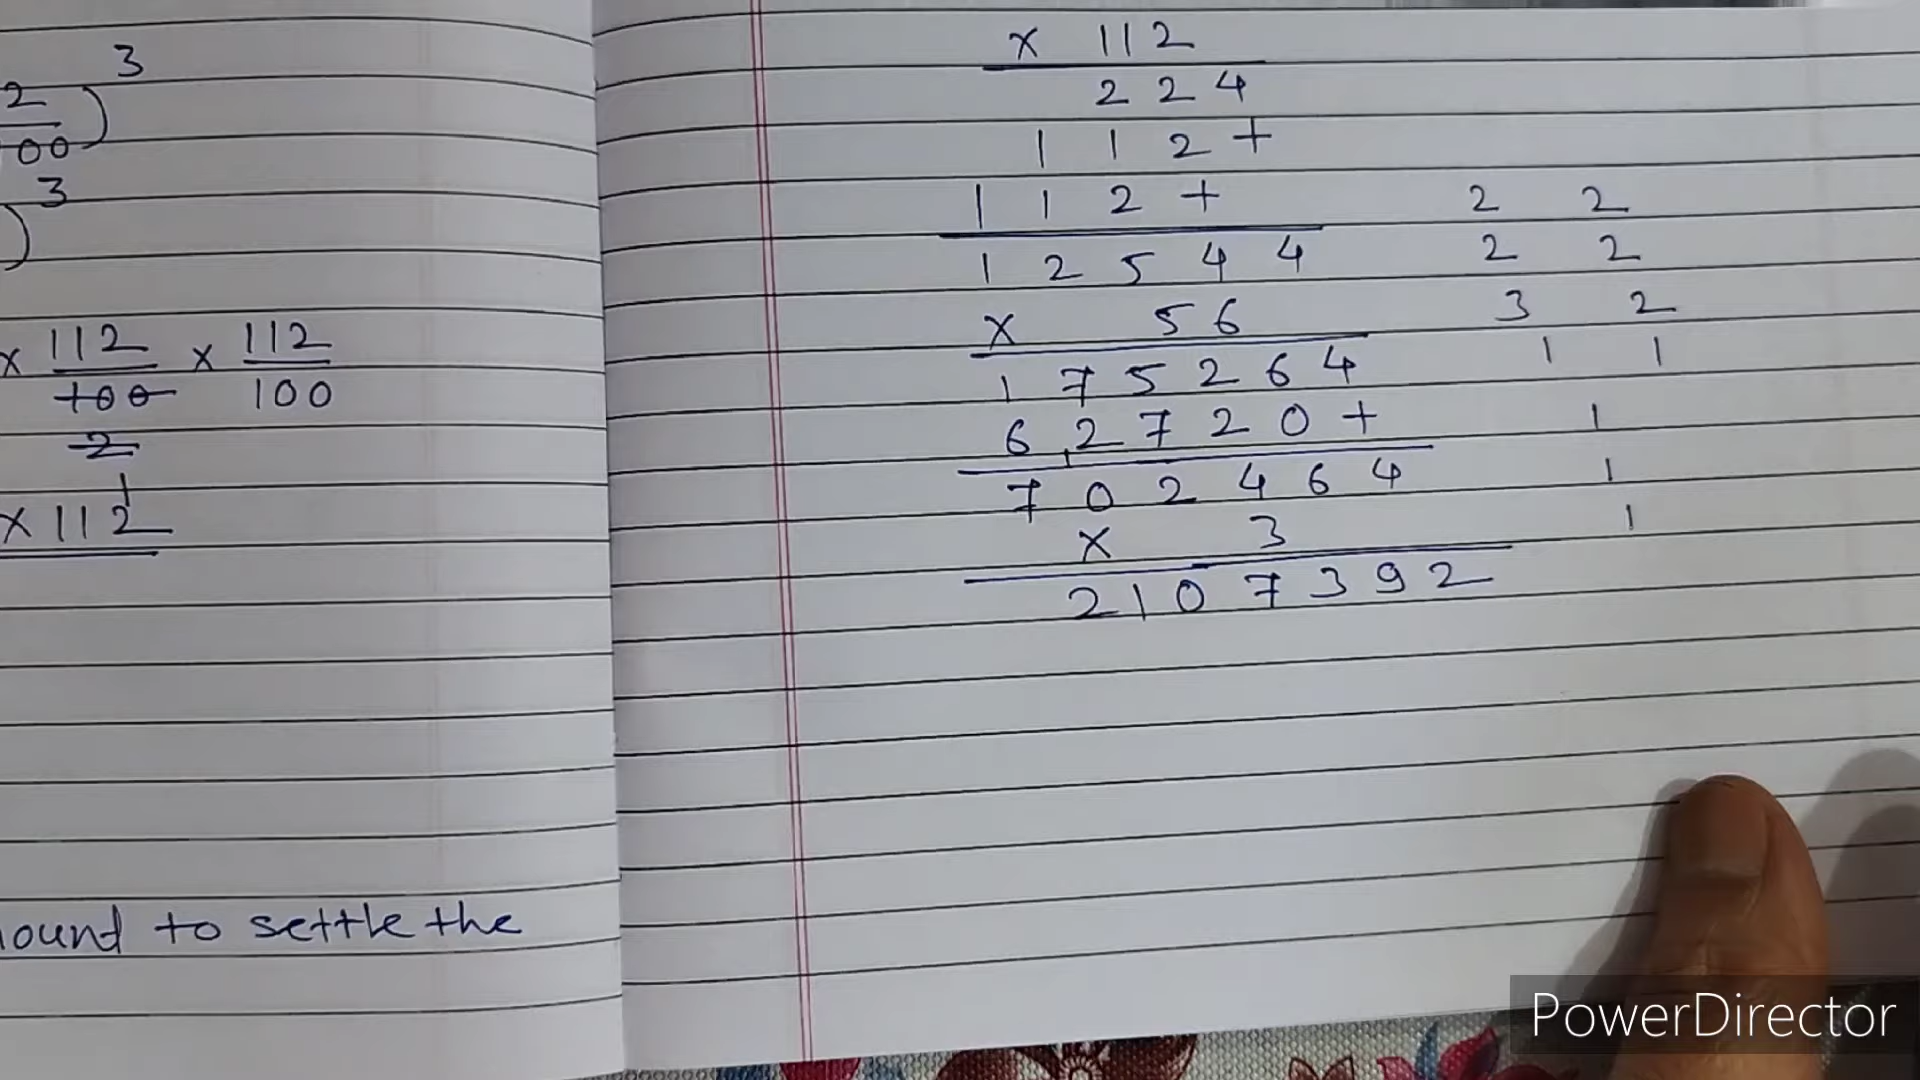 3
2
00 )
3
)
x 112 x 112
100 100
2
1
x 112
ound to settle the
x 112
2 2 4
1 1 2 +
1 1 2 +
1 2 5 4 4
x 5 6
1 7 5 2 6 4
6 2 7 2 0 +
1
7 0 2 4 6 4
x 3
2 1 0 7 3 9 2
2 2
2 2
3 2
1 1
1
1
1
PowerDirector